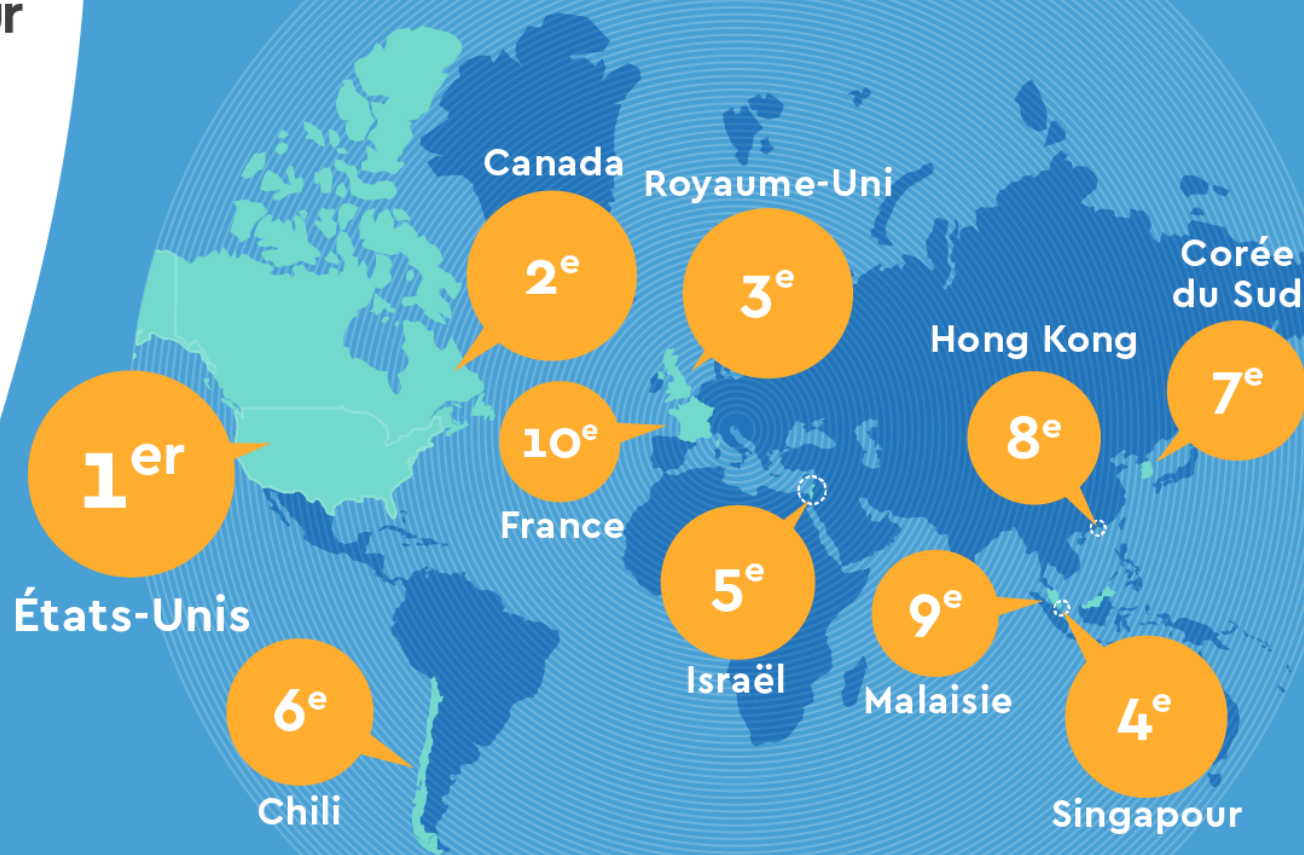 Canada
2e
Royaume-Uni
3e
Corée
du Sud
7e
Hong Kong
8e
1er
États-Unis
10e
France
5e
Israël
9e
Malaisie
4e
Singapour
6e
Chili